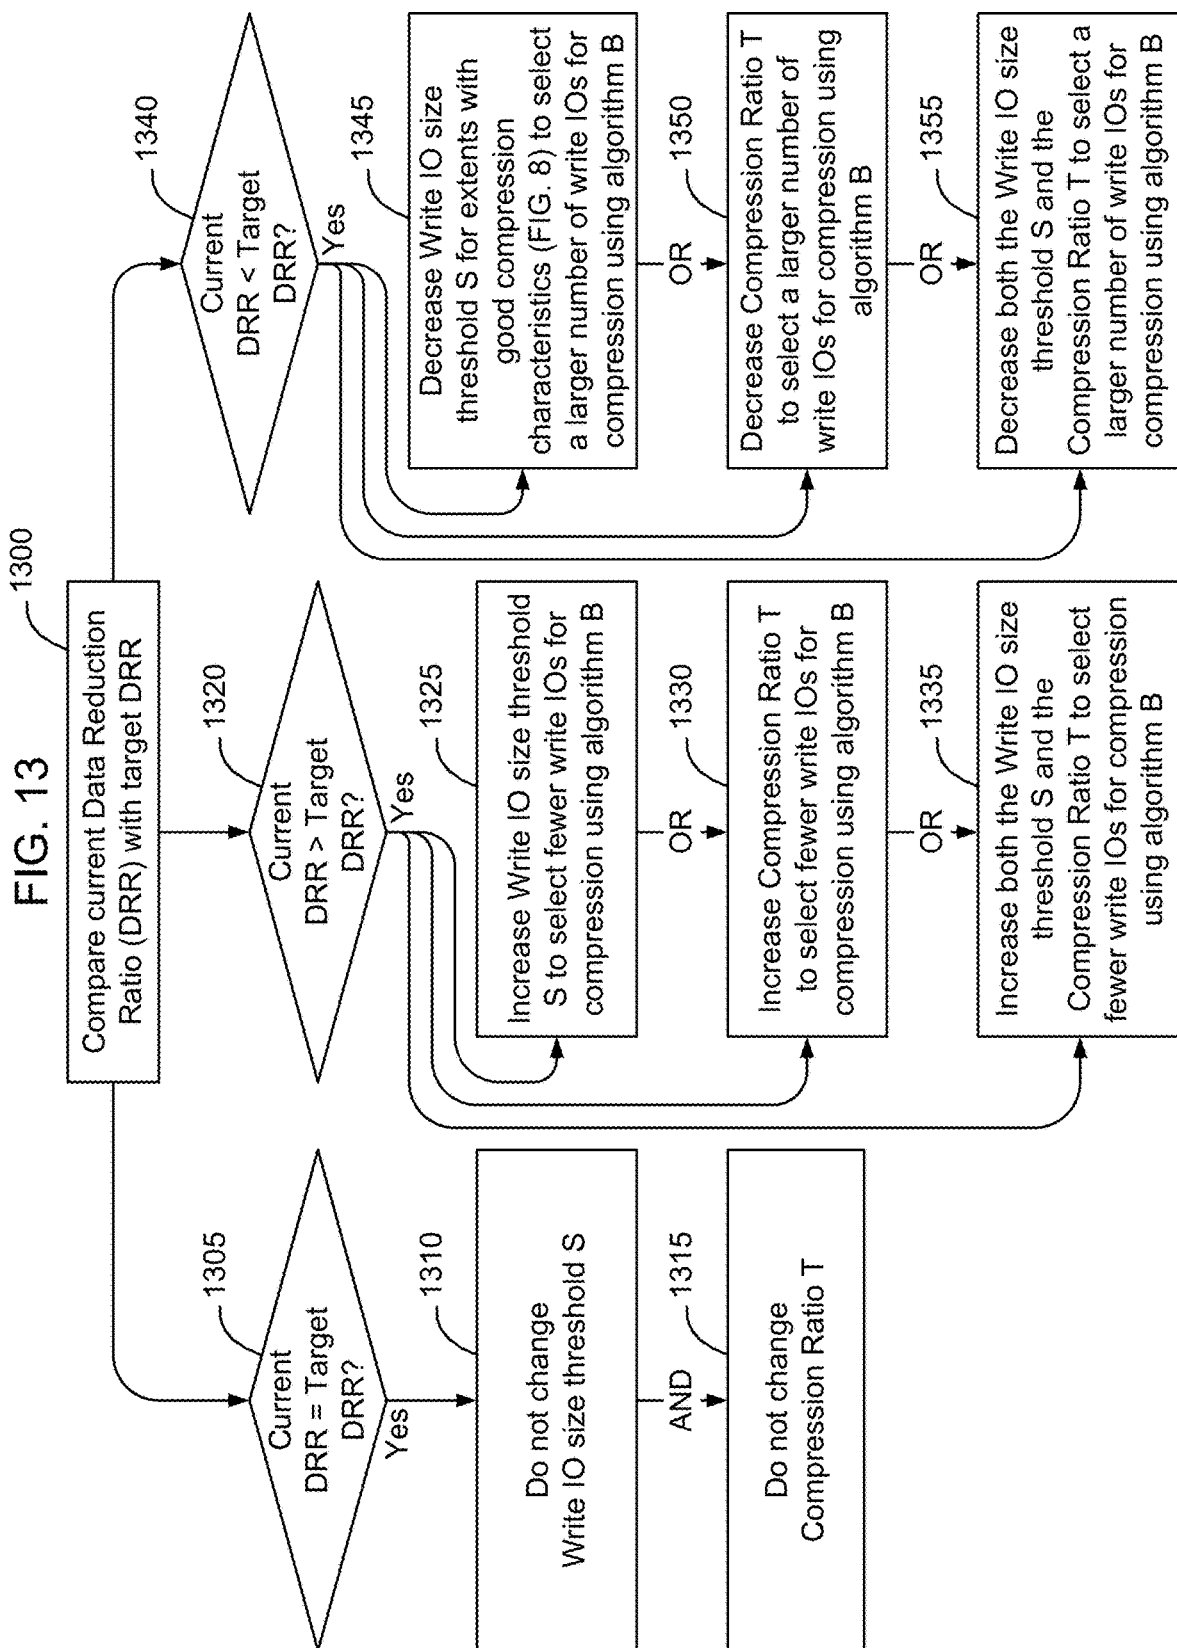 FIG. 13
1300
Compare current Data Reduction
Ratio (DRR) with target DRR
1305
Current
DRR = Target
DRR?
Yes
1310
Do not change
Write IO size threshold S
AND
1315
Do not change
Compression Ratio T
1320
Current
DRR > Target
DRR?
Yes
1325
Increase Write IO size threshold
S to select fewer write IOs for
compression using algorithm B
OR
1330
Increase Compression Ratio T
to select fewer write IOs for
compression using algorithm B
OR
1335
Increase both the Write IO size
threshold S and the
Compression Ratio T to select
fewer write IOs for compression
using algorithm B
1340
Current
DRR < Target
DRR?
Yes
1345
Decrease Write IO size
threshold S for extents with
good compression
characteristics (FIG. 8) to select
a larger number of write IOs for
compression using algorithm B
OR
1350
Decrease Compression Ratio T
to select a larger number of
write IOs for compression using
algorithm B
OR
1355
Decrease both the Write IO size
threshold S and the
Compression Ratio T to select a
larger number of write IOs for
compression using algorithm B